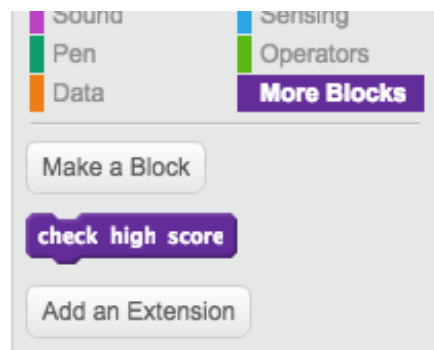 Sound
Sensing
Pen
Operators
Data
More Blocks
Make a Block
check high score
Add an Extension